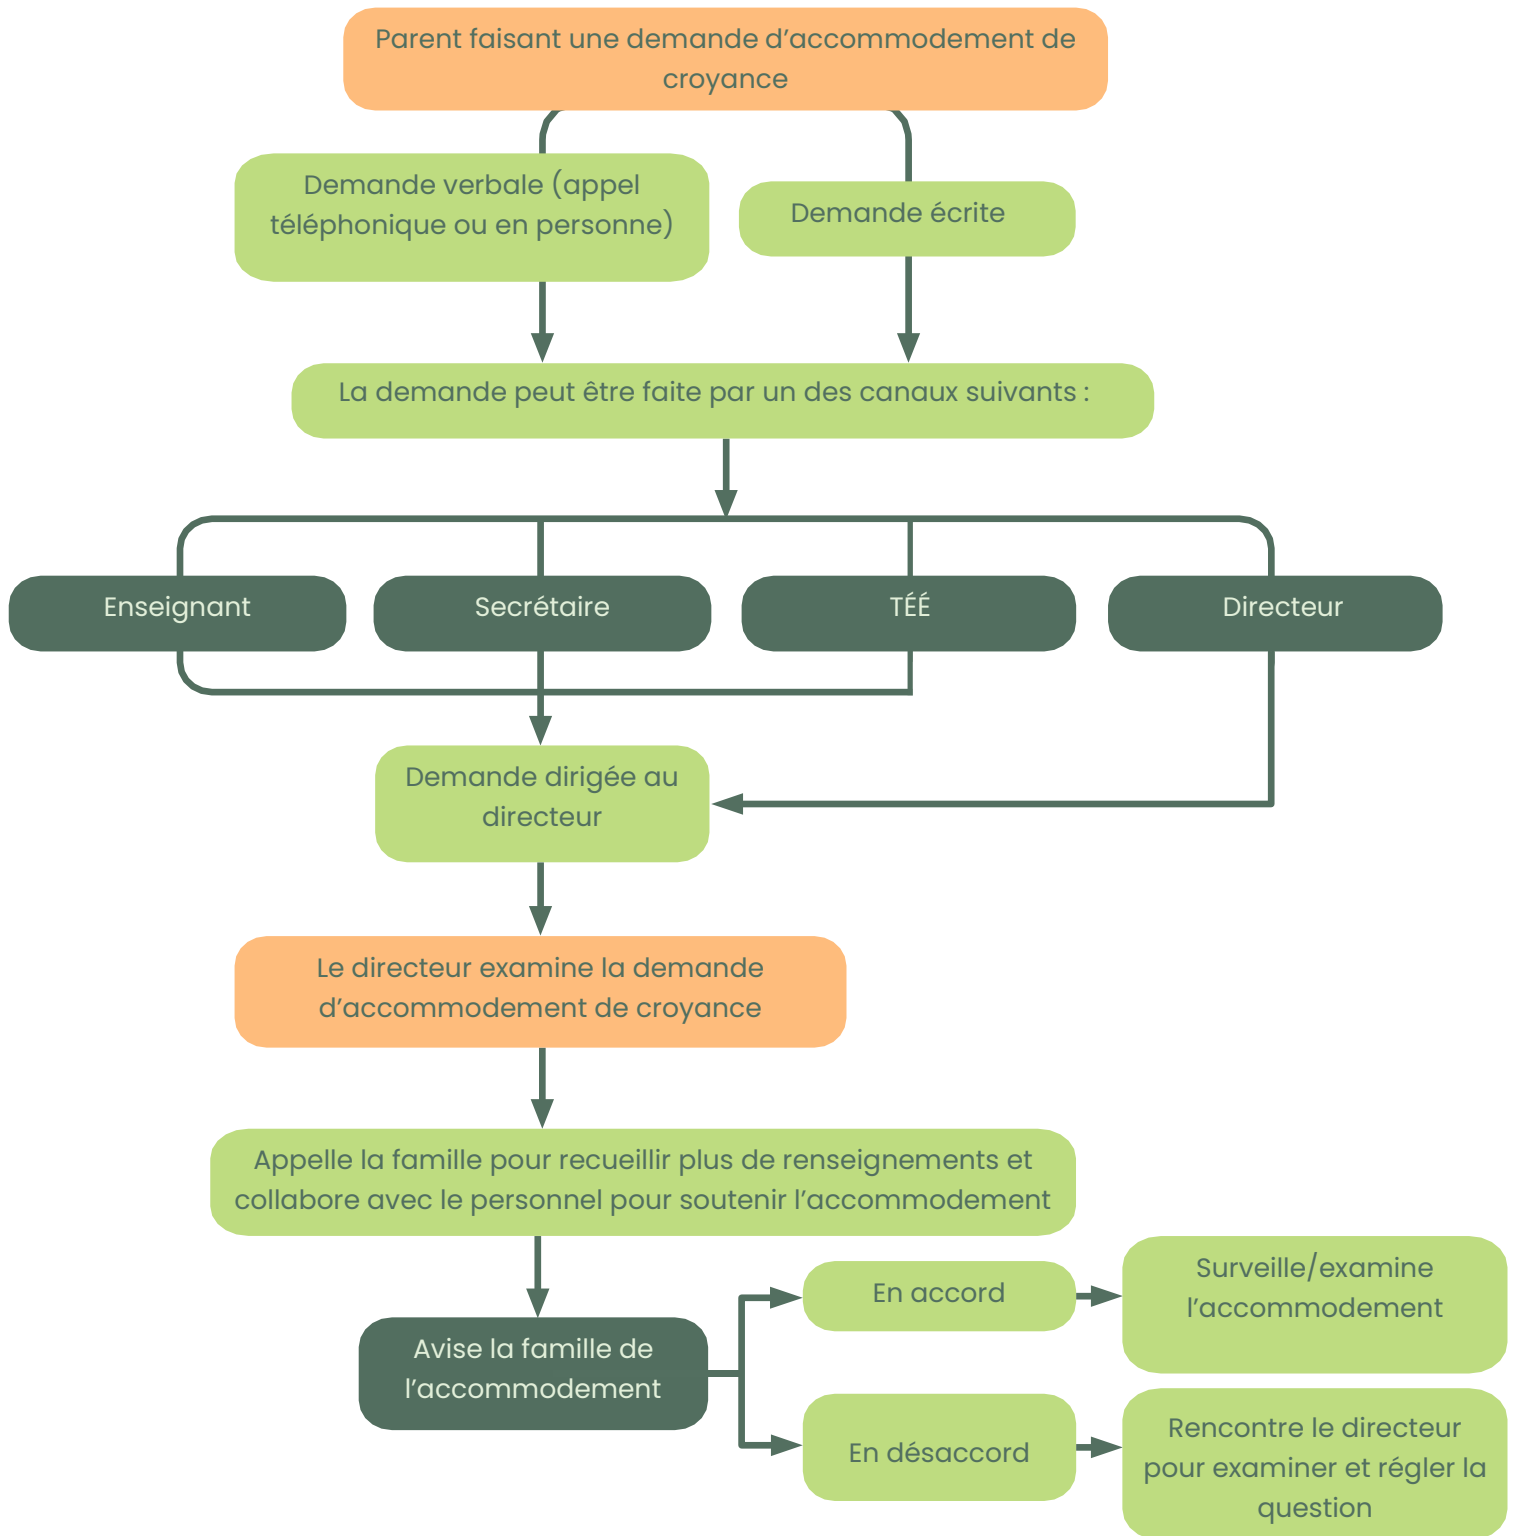 Parent faisant une demande d’accommodement de
croyance
Demande verbale (appel
téléphonique ou en personne)
Demande écrite
La demande peut être faite par un des canaux suivants :
Enseignant
Secrétaire
TÉÉ
Directeur
Demande dirigée au
directeur
Le directeur examine la demande
d’accommodement de croyance
Appelle la famille pour recueillir plus de renseignements et
collabore avec le personnel pour soutenir l’accommodement
Avise la famille de
l’accommodement
En accord
Surveille/examine
l’accommodement
En désaccord
Rencontre le directeur
pour examiner et régler la
question